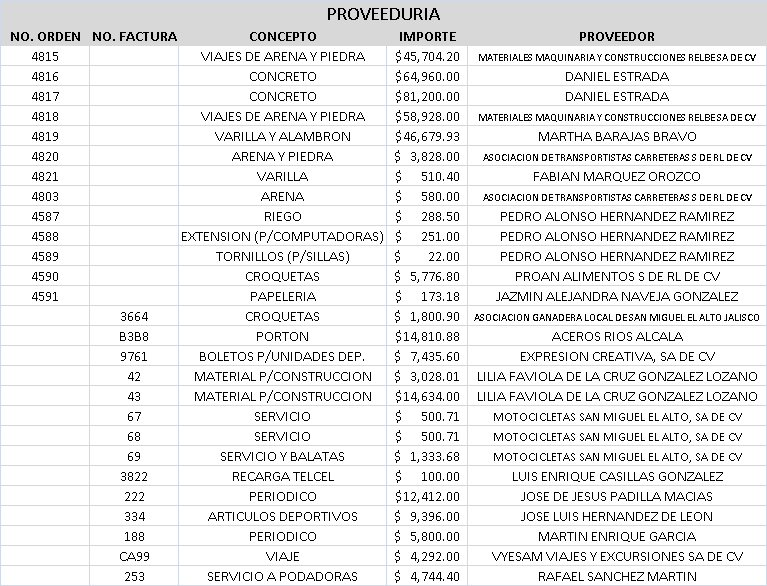 PROVEEDURIA
NO. ORDEN NO. FACTURA CONCEPTO IMPORTE PROVEEDOR
4815 VIAJES DE ARENA Y PIEDRA $45,704.20 MATERIALES MAQUINARIA Y CONSTRUCCIONES RELBE SA DE CV
4816 CONCRETO $64,960.00 DANIEL ESTRADA
4817 CONCRETO $81,200.00 DANIEL ESTRADA
4818 VIAJES DE ARENA Y PIEDRA $58,928.00 MATERIALES MAQUINARIA Y CONSTRUCCIONES RELBE SA DE CV
4819 VARILLA Y ALAMBRON $46,679.93 MARTHA BARAJAS BRAVO
4820 ARENA Y PIEDRA $ 3,828.00 ASOCIACION DE TRANSPORTISTAS CARRETERAS S DE RL DE CV
4821 VARILLA $ 510.40 FABIAN MARQUEZ OROZCO
4803 ARENA $ 580.00 ASOCIACION DE TRANSPORTISTAS CARRETERAS S DE RL DE CV
4587 RIEGO $ 288.50 PEDRO ALONSO HERNANDEZ RAMIREZ
4588 EXTENSION (P/COMPUTADORAS) $ 251.00 PEDRO ALONSO HERNANDEZ RAMIREZ
4589 TORNILLOS (P/SILLAS) $ 22.00 PEDRO ALONSO HERNANDEZ RAMIREZ
4590 CROQUETAS $ 5,776.80 PROAN ALIMENTOS S DE RL DE CV
4591 PAPELERIA $ 173.18 JAZMIN ALEJANDRA NAVEJA GONZALEZ
3664 CROQUETAS $ 1,800.90 ASOCIACION GANADERA LOCAL DE SAN MIGUEL EL ALTO JALISCO
B3B8 PORTON $14,810.88 ACEROS RIOS ALCALA
9761 BOLETOS P/UNIDADES DEP. $ 7,435.60 EXPRESION CREATIVA, SA DE CV
42 MATERIAL P/CONSTRUCCION $ 3,028.01 LILIA FAVIOLA DE LA CRUZ GONZALEZ LOZANO
43 MATERIAL P/CONSTRUCCION $14,634.00 LILIA FAVIOLA DE LA CRUZ GONZALEZ LOZANO
67 SERVICIO $ 500.71 MOTOCICLETAS SAN MIGUEL EL ALTO, SA DE CV
68 SERVICIO $ 500.71 MOTOCICLETAS SAN MIGUEL EL ALTO, SA DE CV
69 SERVICIO Y BALATAS $ 1,333.68 MOTOCICLETAS SAN MIGUEL EL ALTO, SA DE CV
3822 RECARGA TELCEL $ 100.00 LUIS ENRIQUE CASILLAS GONZALEZ
222 PERIODICO $12,412.00 JOSE DE JESUS PADILLA MACIAS
334 ARTICULOS DEPORTIVOS $ 9,396.00 JOSE LUIS HERNANDEZ DE LEON
188 PERIODICO $ 5,800.00 MARTIN ENRIQUE GARCIA
CA99 VIAJE $ 4,292.00 VYESAM VIAJES Y EXCURSIONES SA DE CV
253 SERVICIO A PODADORAS $ 4,744.40 RAFAEL SANCHEZ MARTIN